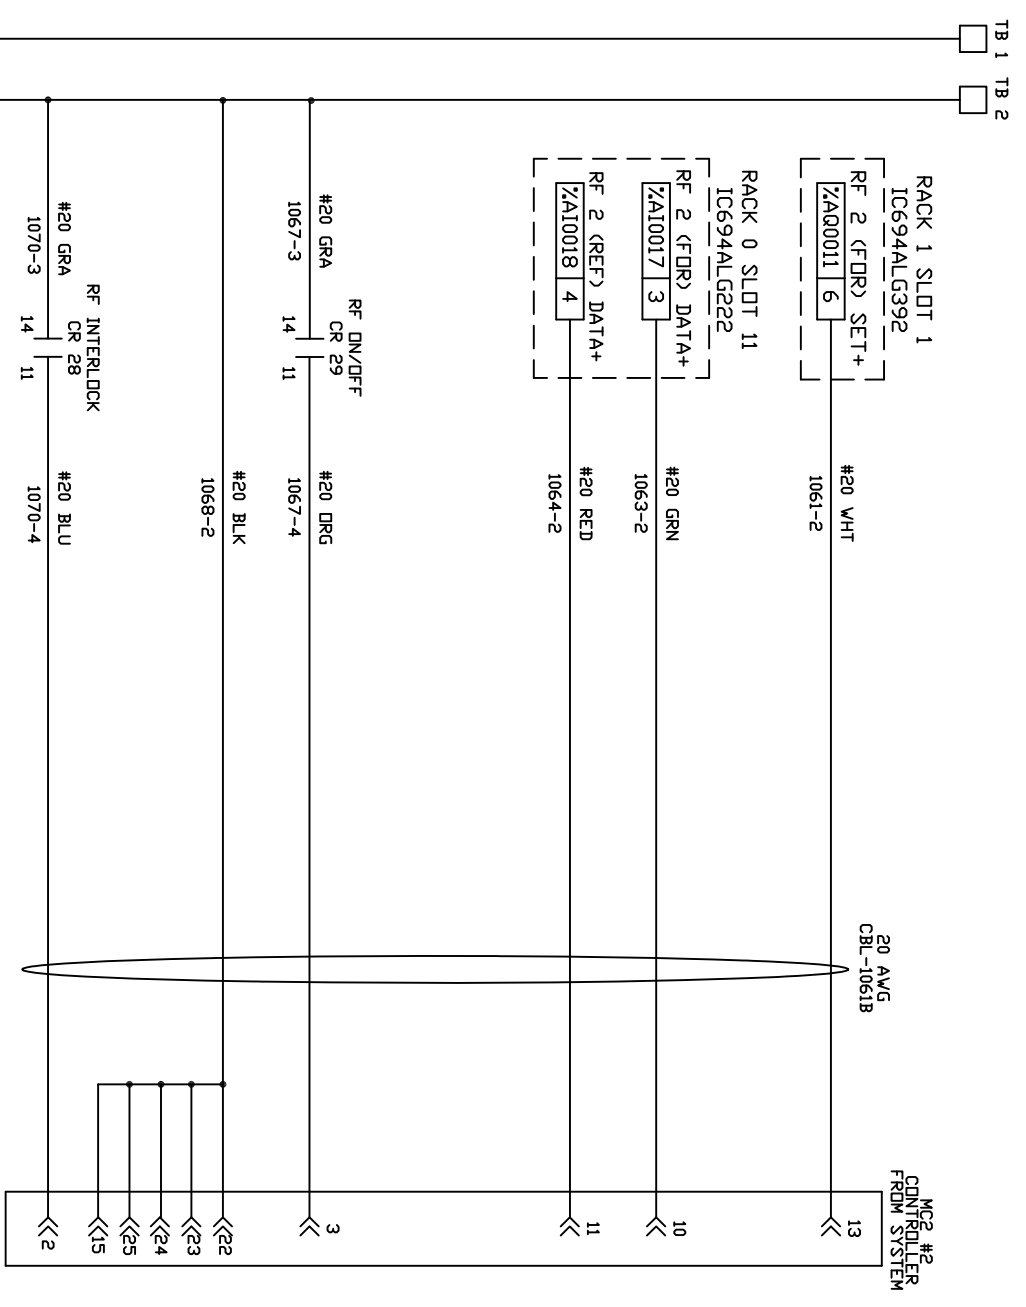 TB 1
TB 2
RACK 1 SLOT 1
IC694ALG392
RF 2 (FOR) SET+
%AQ0011 6
#20 WHT
1061-2
RACK 0 SLOT 11
IC694ALG222
RF 2 (FOR) DATA+
%AI0017 3
#20 GRN
1063-2
RF 2 (REF) DATA+
%AI0018 4
#20 RED
1064-2
20 AWG
CBL-1061B
#20 GRA
1067-3
RF ON/OFF
CR 29
14
11
#20 ORG
1067-4
#20 BLK
1068-2
#20 GRA
1070-3
RF INTERLOCK
CR 28
14
11
#20 BLU
1070-4
MC2 #2
CONTROLLER
FROM SYSTEM
13
10
11
3
22
23
24
25
15
2